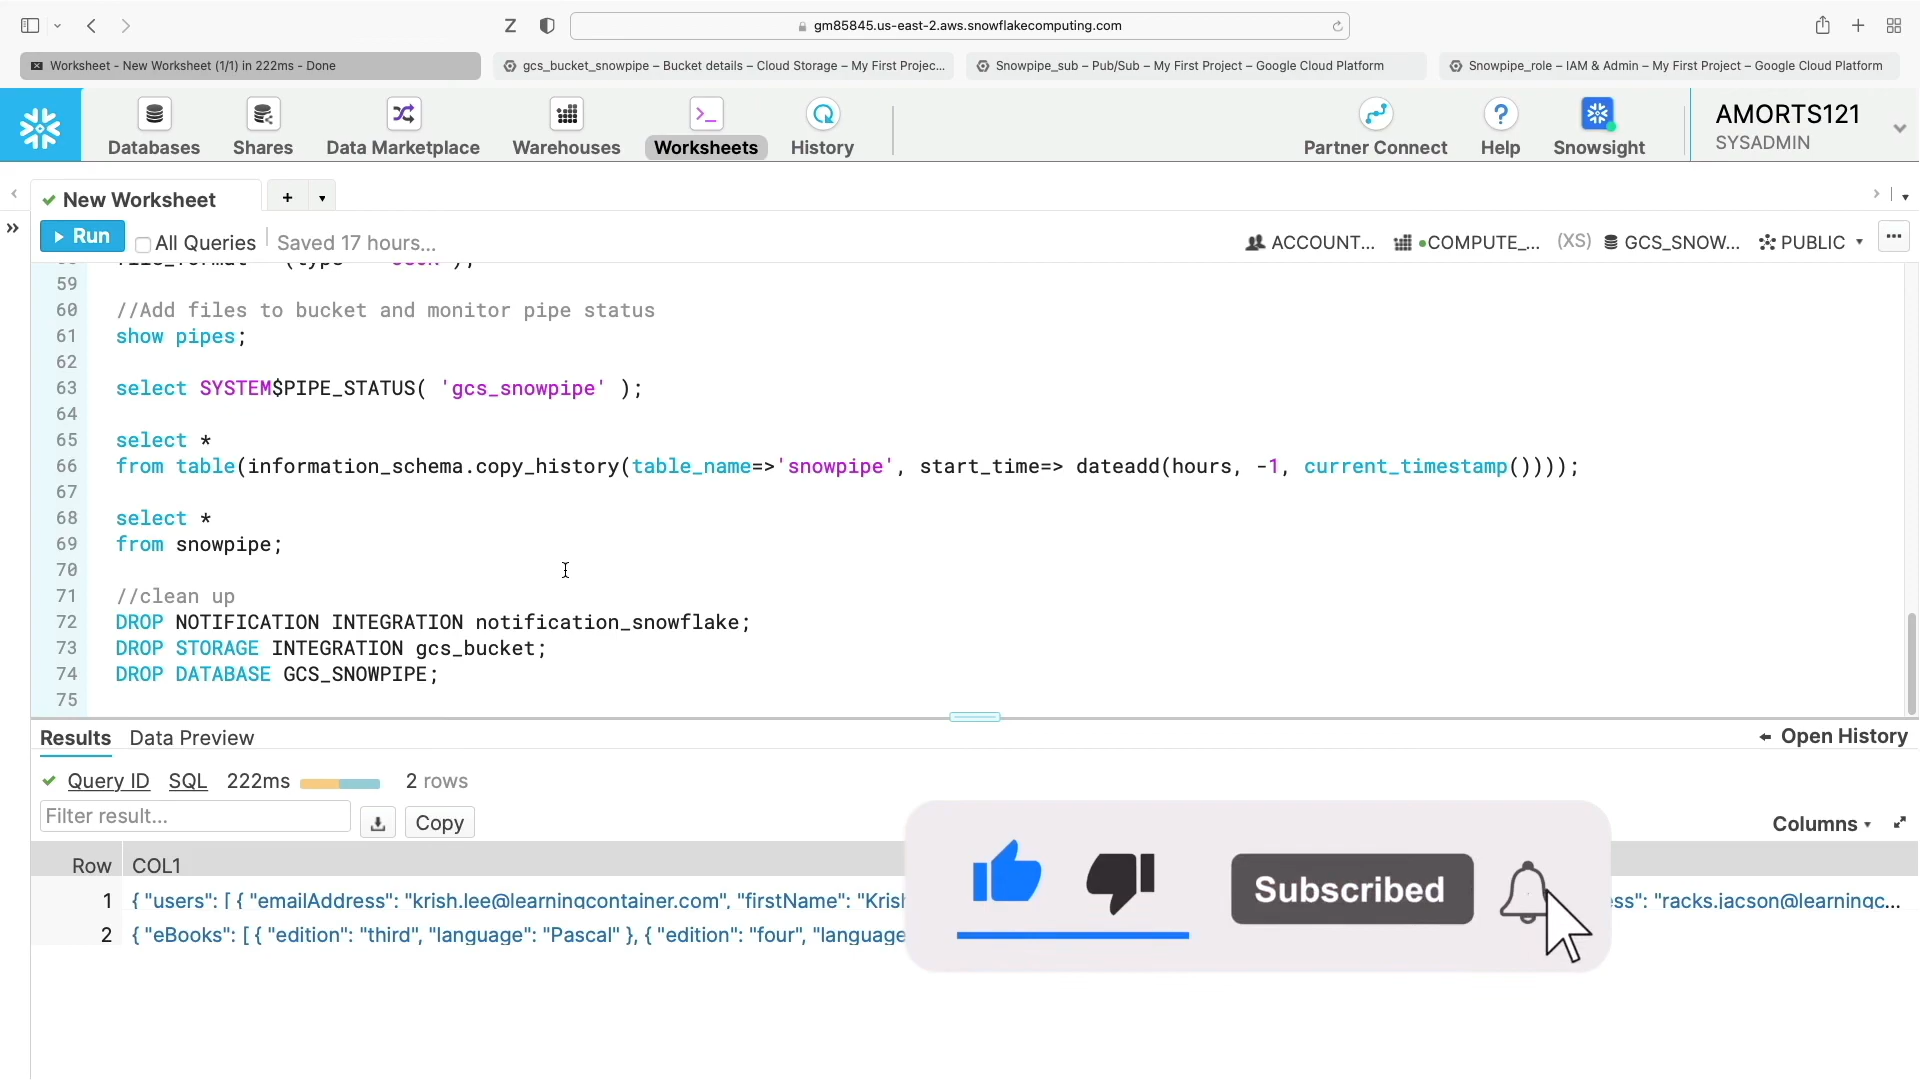 gm85845.us-east-2.aws.snowflakecomputing.com
Worksheet - New Worksheet (1/1) in 222ms - Done
gcs_bucket_snowpipe – Bucket details – Cloud Storage – My First Projec...
Snowpipe_sub – Pub/Sub – My First Project – Google Cloud Platform
Snowpipe_role – IAM & Admin – My First Project – Google Cloud Platform
Databases
Shares
Data Marketplace
Warehouses
Worksheets
History
Partner Connect
Help
Snowsight
AMORTS121
SYSADMIN
New Worksheet
Run
All Queries
Saved 17 hours...
ACCOUNT...
COMPUTE_...
(XS)
GCS_SNOW...
PUBLIC
59
60 //Add files to bucket and monitor pipe status
61 show pipes;
62
63 select SYSTEM$PIPE_STATUS( 'gcs_snowpipe' );
64
65 select *
66 from table(information_schema.copy_history(table_name=>'snowpipe', start_time=> dateadd(hours, -1, current_timestamp())));
67
68 select *
69 from snowpipe;
70
71 //clean up
72 DROP NOTIFICATION INTEGRATION notification_snowflake;
73 DROP STORAGE INTEGRATION gcs_bucket;
74 DROP DATABASE GCS_SNOWPIPE;
75
Results
Data Preview
Open History
Query ID SQL 222ms 2 rows
Filter result...
Copy
Columns
Row COL1
1 { "users": [ { "emailAddress": "krish.lee@learningcontainer.com", "firstName": "Kris ss": "racks.jacson@learningc...
2 { "eBooks": [ { "edition": "third", "language": "Pascal" }, { "edition": "four", "language
Subscribed